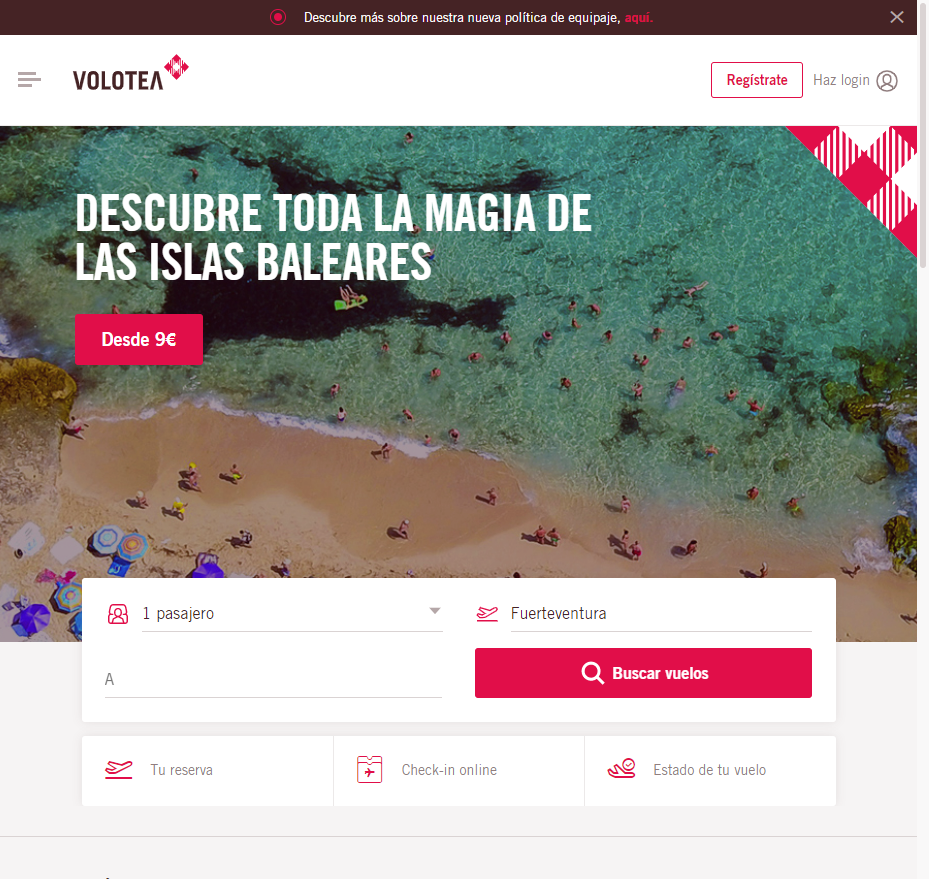 Descubre más sobre nuestra nueva política de equipaje, aquí.
VOLOTEA
Regístrate
Haz login
DESCUBRE TODA LA MAGIA DE
LAS ISLAS BALEARES
Desde 9€
1 pasajero
Fuerteventura
A
Buscar vuelos
Tu reserva
Check-in online
Estado de tu vuelo